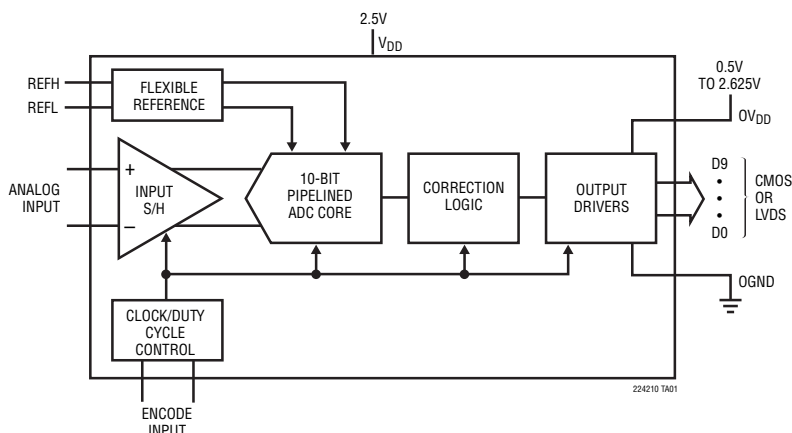 2.5V
VDD
REFH
REFL
FLEXIBLE
REFERENCE
0.5V
TO 2.625V
OVDD
ANALOG
INPUT
+
–
INPUT
S/H
10-BIT
PIPELINED
ADC CORE
CORRECTION
LOGIC
OUTPUT
DRIVERS
D9
•
•
•
D0
CMOS
OR
LVDS
OGND
CLOCK/DUTY
CYCLE
CONTROL
224210 TA01
ENCODE
INPUT